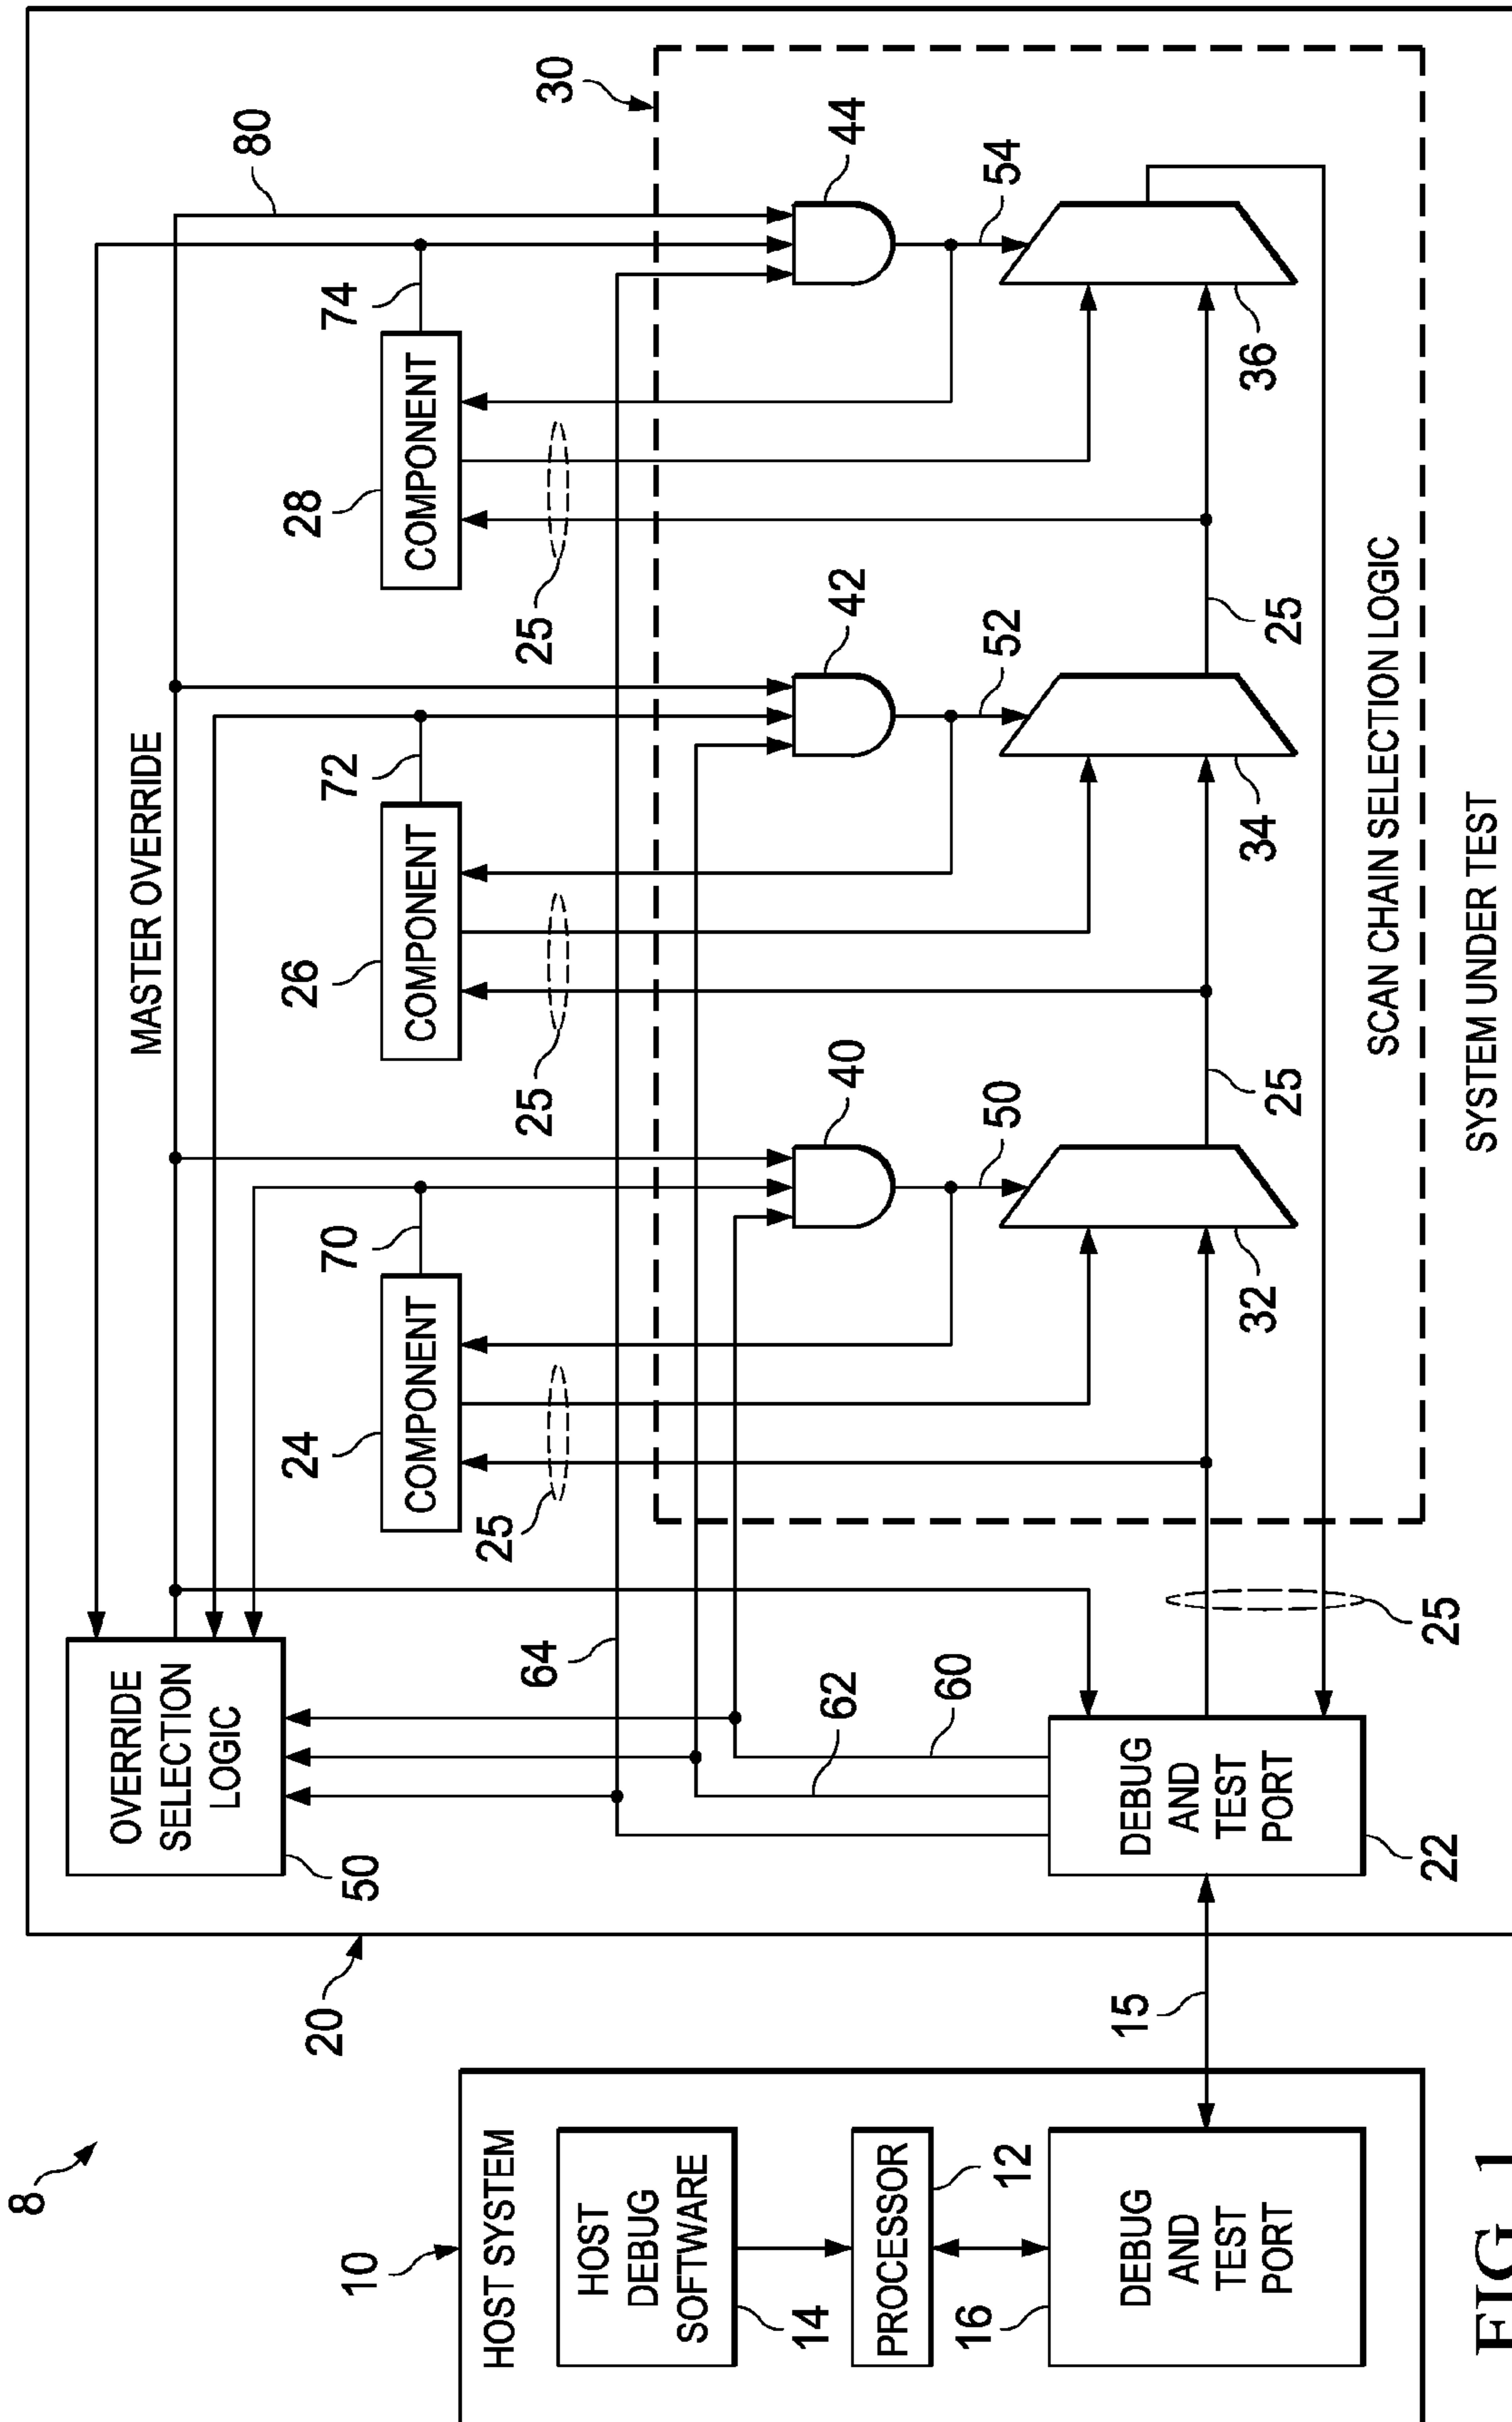 8
10
HOST SYSTEM
HOST
DEBUG
SOFTWARE
14
PROCESSOR
12
16
DEBUG
AND
TEST
PORT
15
20
OVERRIDE
SELECTION
LOGIC
50
MASTER OVERRIDE
80
64
62
60
DEBUG
AND
TEST
PORT
22
25
24
COMPONENT
70
25
26
COMPONENT
72
25
28
COMPONENT
74
25
30
40
50
32
25
42
52
34
25
44
54
36
SCAN CHAIN SELECTION LOGIC
SYSTEM UNDER TEST
FIG. 1